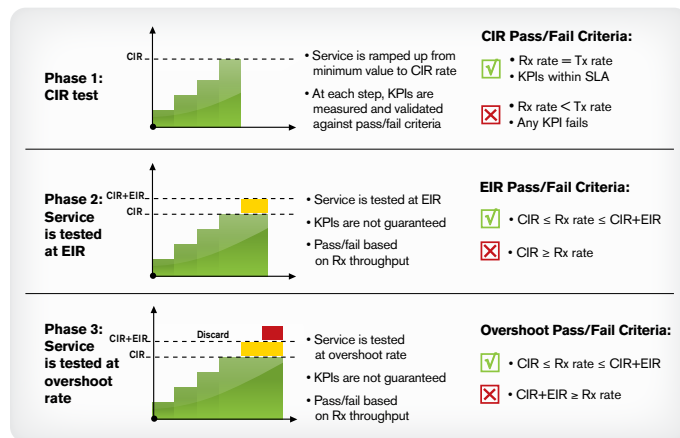 CIR
Phase 1:
CIR test
• Service is ramped up from
minimum value to CIR rate
• At each step, KPIs are
measured and validated
against pass/fail criteria
CIR Pass/Fail Criteria:
√ • Rx rate = Tx rate
• KPIs within SLA
X • Rx rate < Tx rate
• Any KPI fails
Phase 2:
Service
is tested
at EIR
CIR+EIR
CIR
• Service is tested at EIR
• KPIs are not guaranteed
• Pass/fail based
on Rx throughput
EIR Pass/Fail Criteria:
√ • CIR ≤ Rx rate ≤ CIR+EIR
X • CIR ≥ Rx rate
Phase 3:
Service
is tested at
overshoot
rate
CIR+EIR
CIR
Discard
• Service is tested
at overshoot rate
• KPIs are not guaranteed
• Pass/fail based
on Rx throughput
Overshoot Pass/Fail Criteria:
√ • CIR ≤ Rx rate ≤ CIR+EIR
X • CIR+EIR ≥ Rx rate